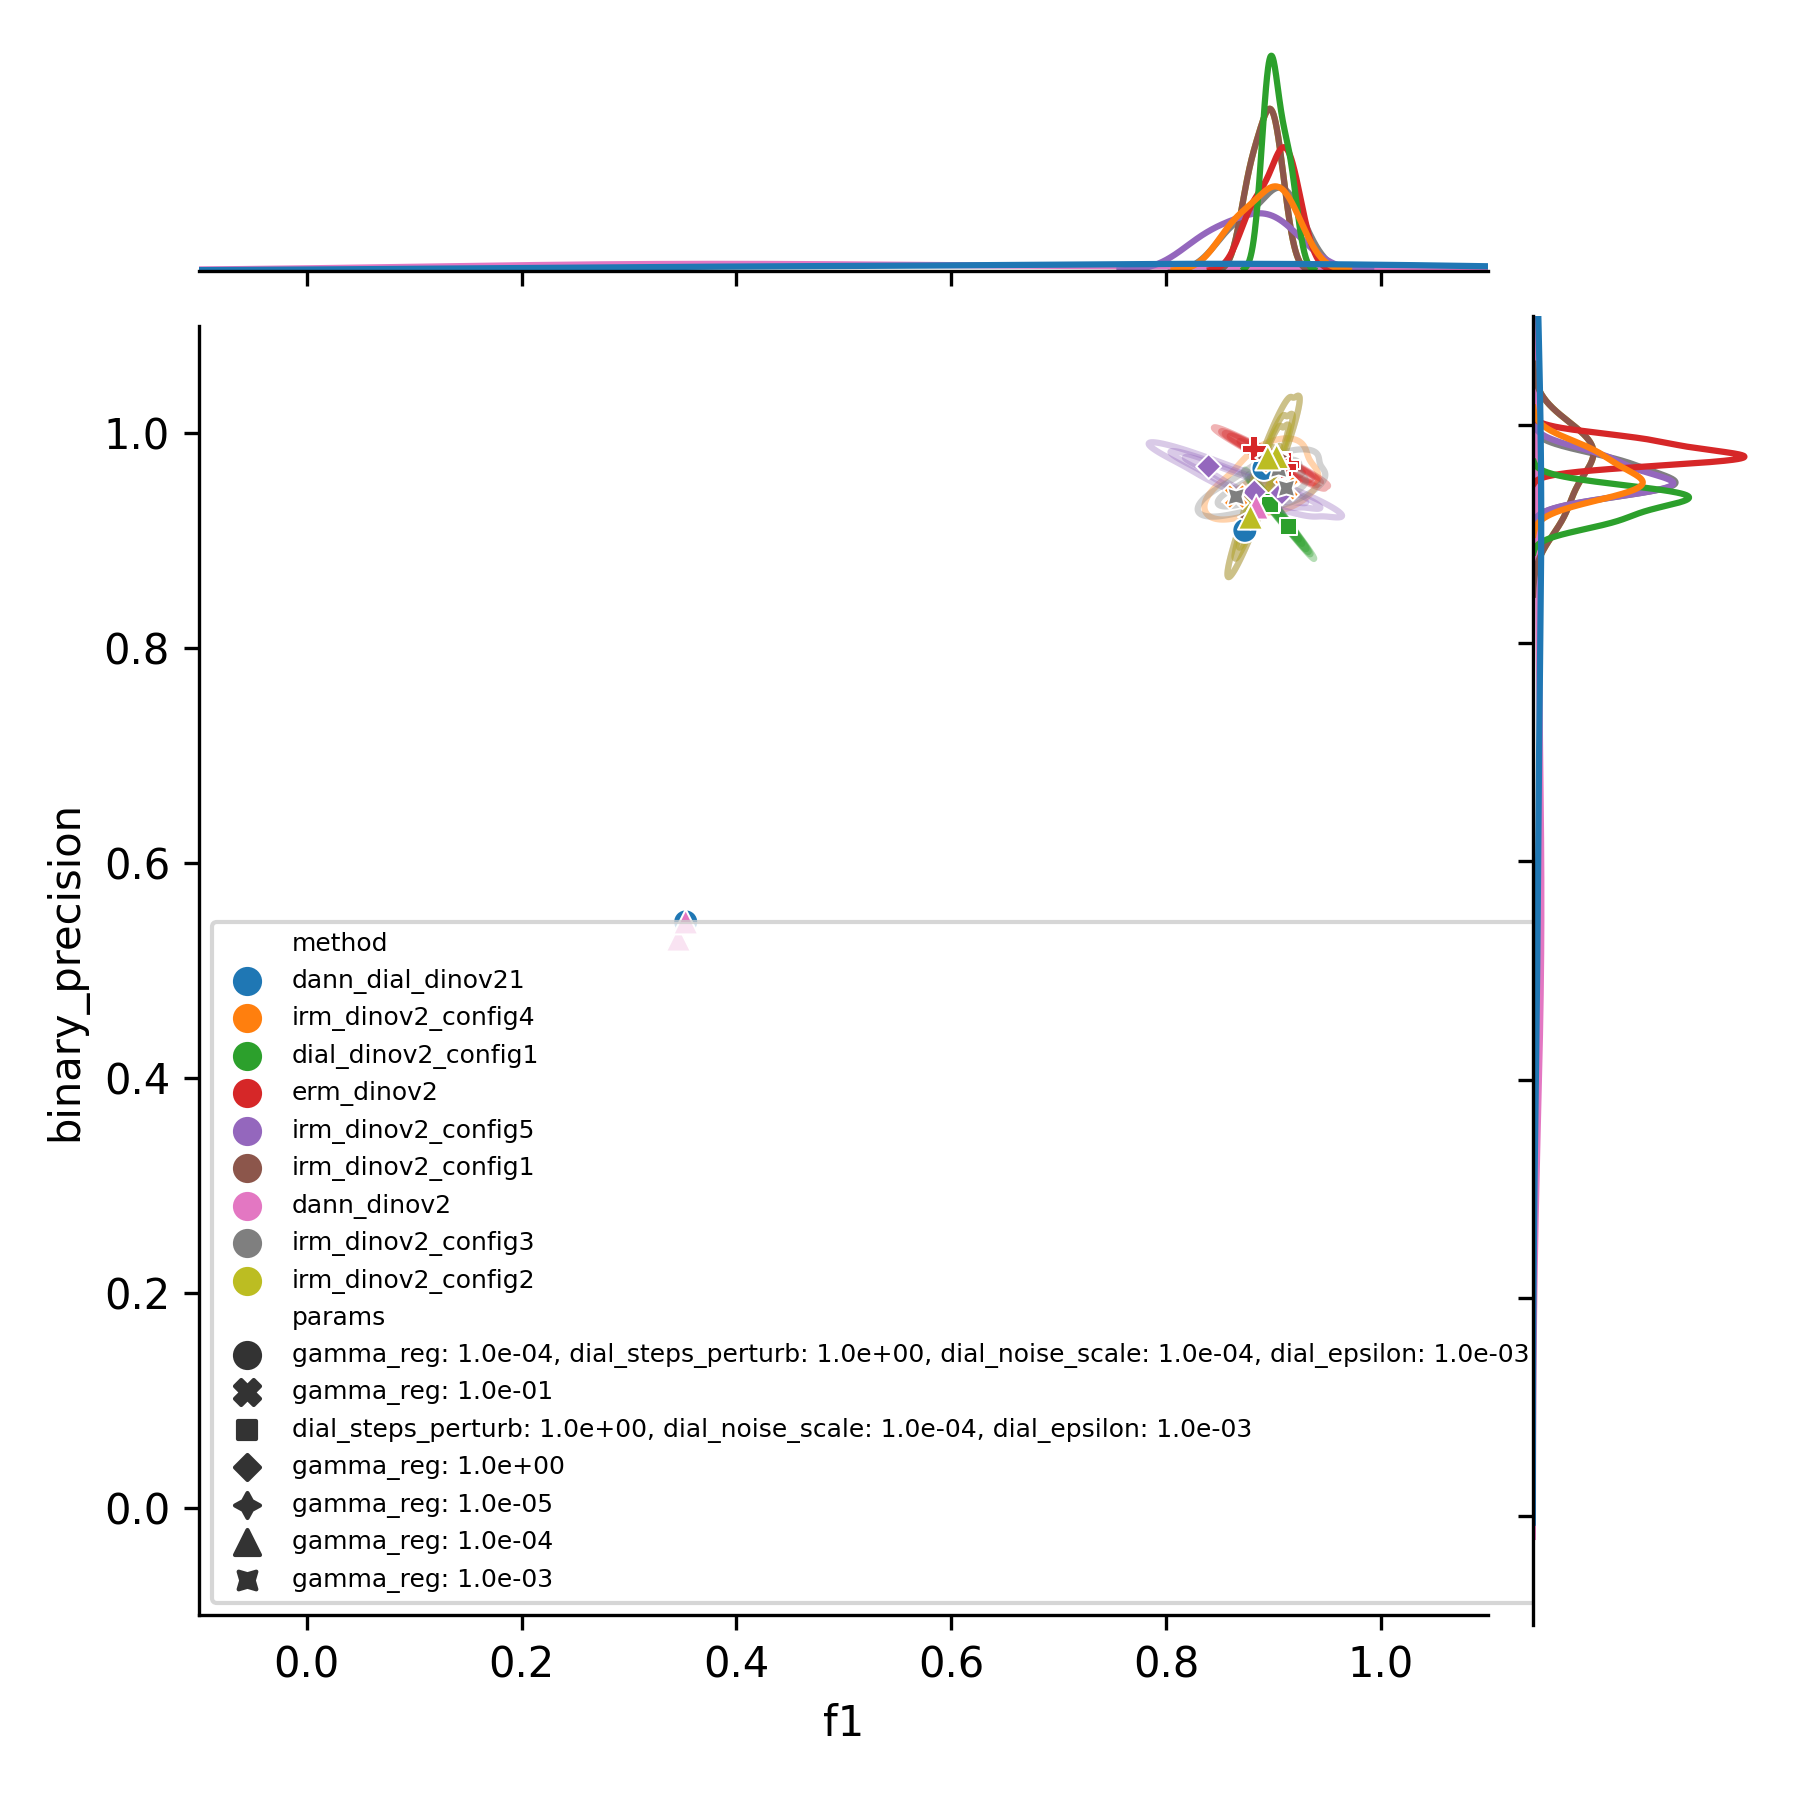 1.0
0.8
0.6
0.4
0.2
0.0
binary_precision
method
dann_dial_dinov21
irm_dinov2_config4
dial_dinov2_config1
erm_dinov2
irm_dinov2_config5
irm_dinov2_config1
dann_dinov2
irm_dinov2_config3
irm_dinov2_config2
params
gamma_reg: 1.0e-04, dial_steps_perturb: 1.0e+00, dial_noise_scale: 1.0e-04, dial_epsilon: 1.0e-03
gamma_reg: 1.0e-01
dial_steps_perturb: 1.0e+00, dial_noise_scale: 1.0e-04, dial_epsilon: 1.0e-03
gamma_reg: 1.0e+00
gamma_reg: 1.0e-05
gamma_reg: 1.0e-04
gamma_reg: 1.0e-03
0.0 0.2 0.4 0.6 0.8 1.0
f1